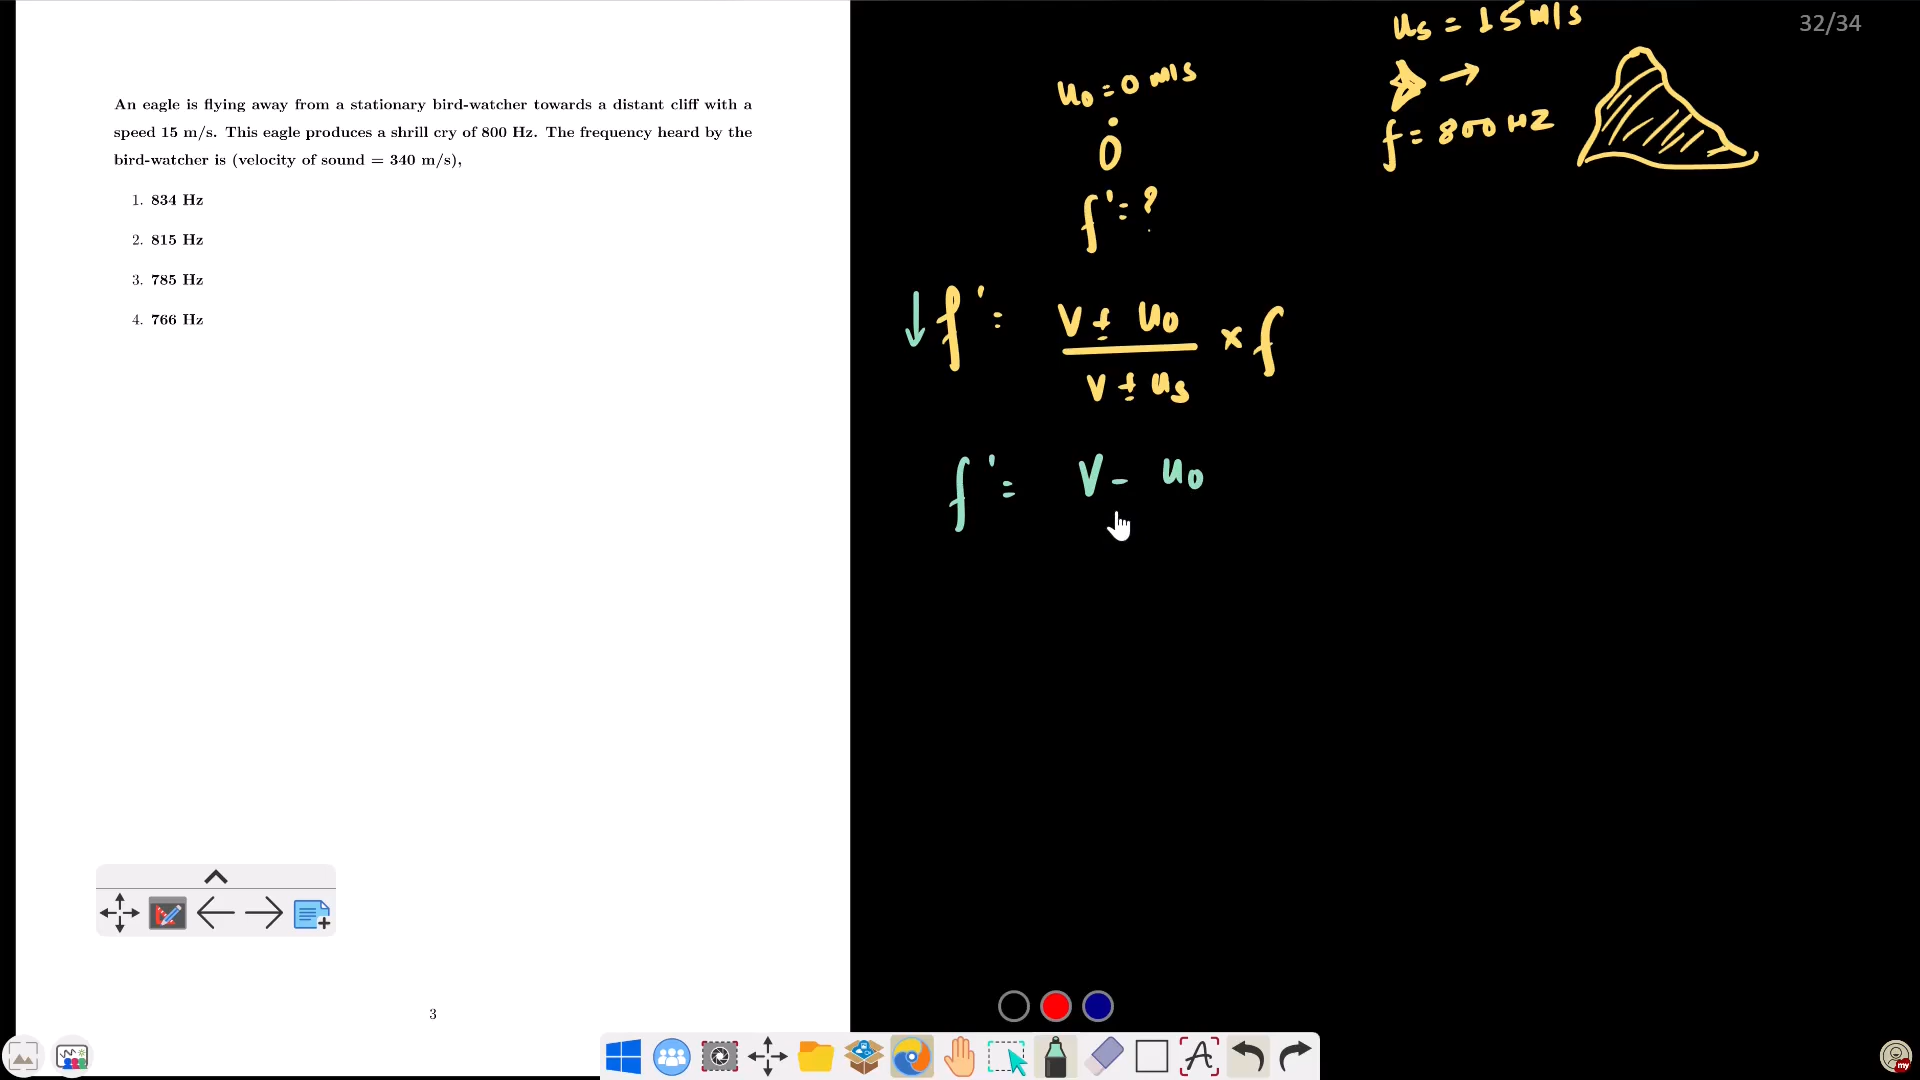 An eagle is flying away from a stationary bird-watcher towards a distant cliff with a
speed 15 m/s. This eagle produces a shrill cry of 800 Hz. The frequency heard by the
bird-watcher is (velocity of sound = 340 m/s),
1. 834 Hz
2. 815 Hz
3. 785 Hz
4. 766 Hz
3
32/34
us = 15 m/s
u0 = 0 m/s
f = 800 HZ
O
f' = ?
↓ f' = V ± u0
V ± us
× f
f' = V - u0
my